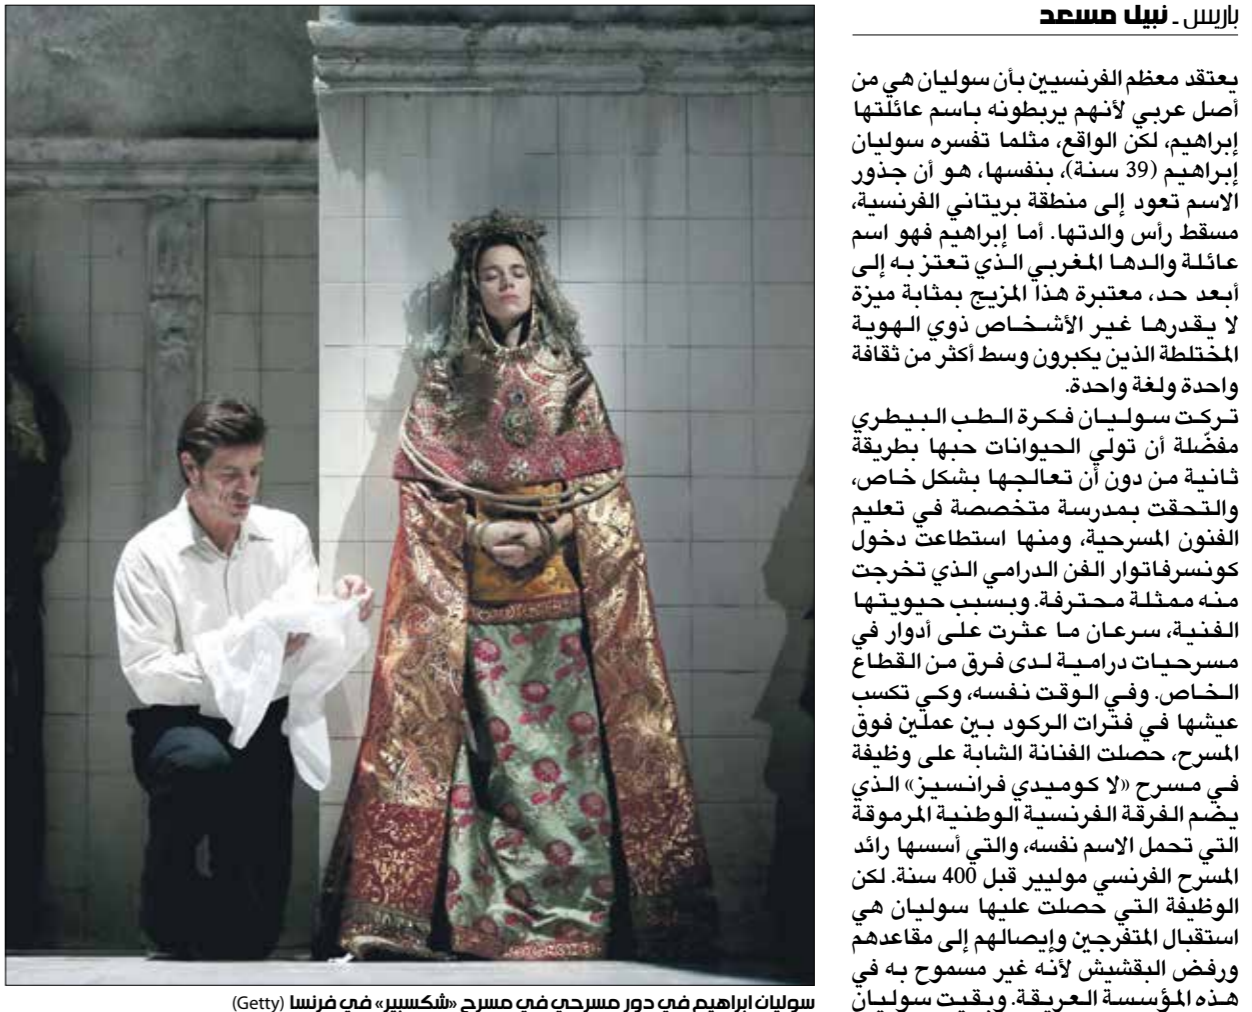 باريس ـ نبيل مسعد
يعتقد معظم الفرنسيين بأن سوليان هي من
أصل عربي لأنهم يربطونه باسم عائلتها
إبراهيم، لكن الواقع، مثلما تفسره سوليان
إبراهيم (39 سنة)، بنفسها، هو أن جذور
الاسم تعود إلى منطقة بريتاني الفرنسية،
مسقط رأس والدتها. أما إبراهيم فهو اسم
عائلة والدها المغربي الذي تعتز به إلى
أبعد حد، معتبرة هذا المزيج بمثابة ميزة
لا يقدرها غير الأشخاص ذوي الهوية
المختلطة الذين يكبرون وسط أكثر من ثقافة
واحدة ولغة واحدة.
تركت سوليان فكرة الطب البيطري
مفضّلة أن تولي الحيوانات حبها بطريقة
ثانية من دون أن تعالجها بشكل خاص،
والتحقت بمدرسة متخصصة في تعليم
الفنون المسرحية، ومنها استطاعت دخول
كونسرفاتوار الفن الدرامي الذي تخرجت
منه ممثلة محترفة. وبسبب حيويتها
الفنية، سرعان ما عثرت على أدوار في
مسرحيات درامية لدى فرق من القطاع
الخاص. وفي الوقت نفسه، وكي تكسب
عيشها في فترات الركود بين عملين فوق
المسرح، حصلت الفنانة الشابة على وظيفة
في مسرح «لا كوميدي فرانسيز» الذي
يضم الفرقة الفرنسية الوطنية المرموقة
التي تحمل الاسم نفسه، والتي أسسها رائد
المسرح الفرنسي موليير قبل 400 سنة. لكن
الوظيفة التي حصلت عليها سوليان هي
استقبال المتفرجين وإيصالهم إلى مقاعدهم
ورفض البقشيش لأنه غير مسموح به في
هذه المؤسسة العريقة. وبقيت سوليان
سوليان ابراهيم في دور مسرحي في مسرح «شكسبير» في فرنسا (Getty)